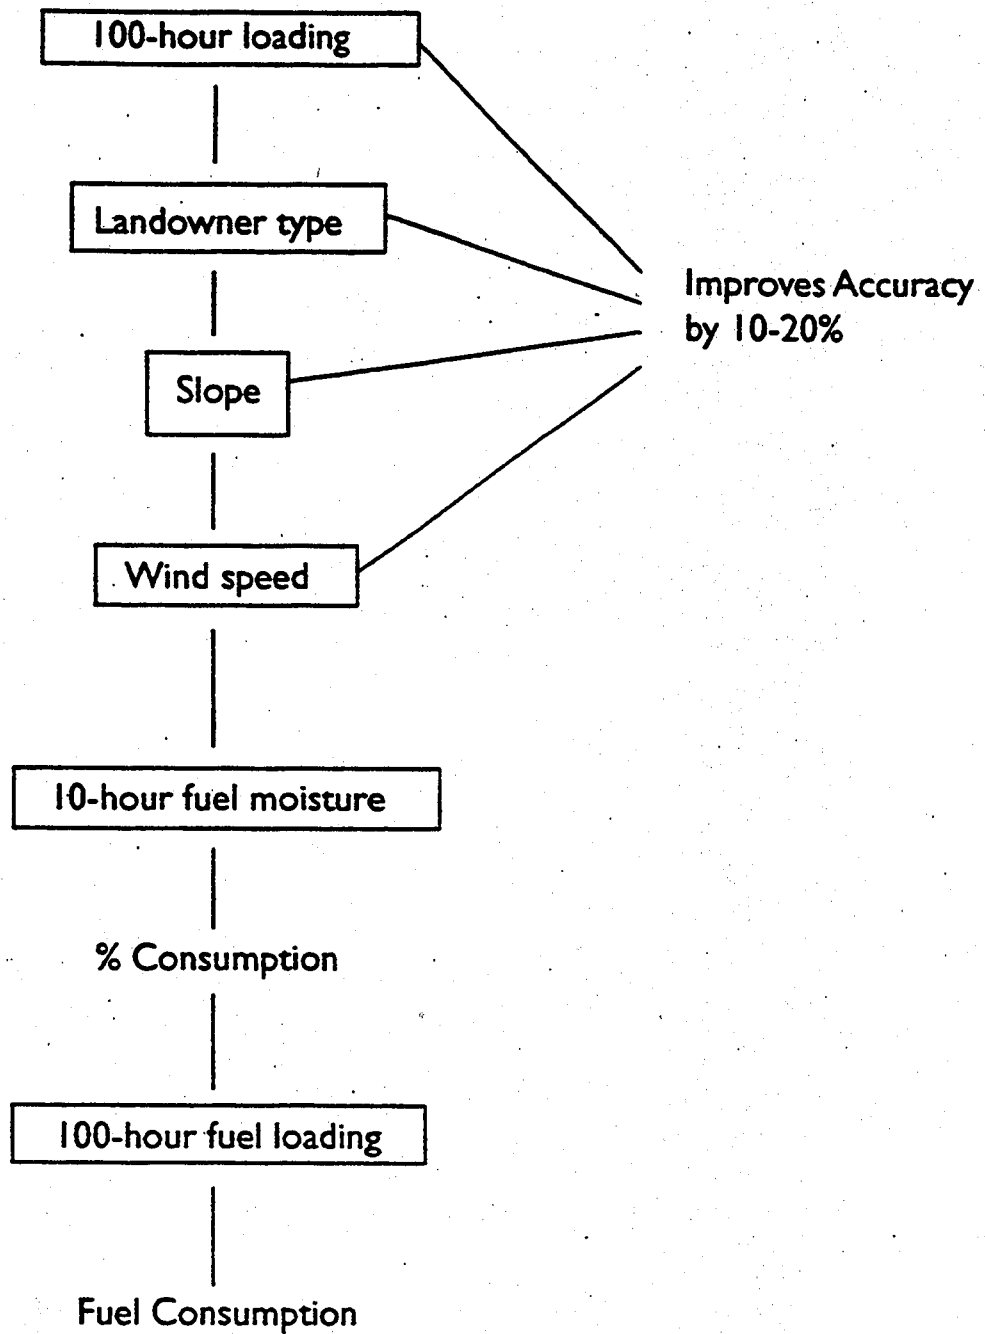 100-hour loading
Landowner type
Improves Accuracy
by 10-20%
Slope
Wind speed
10-hour fuel moisture
% Consumption
100-hour fuel loading
Fuel Consumption